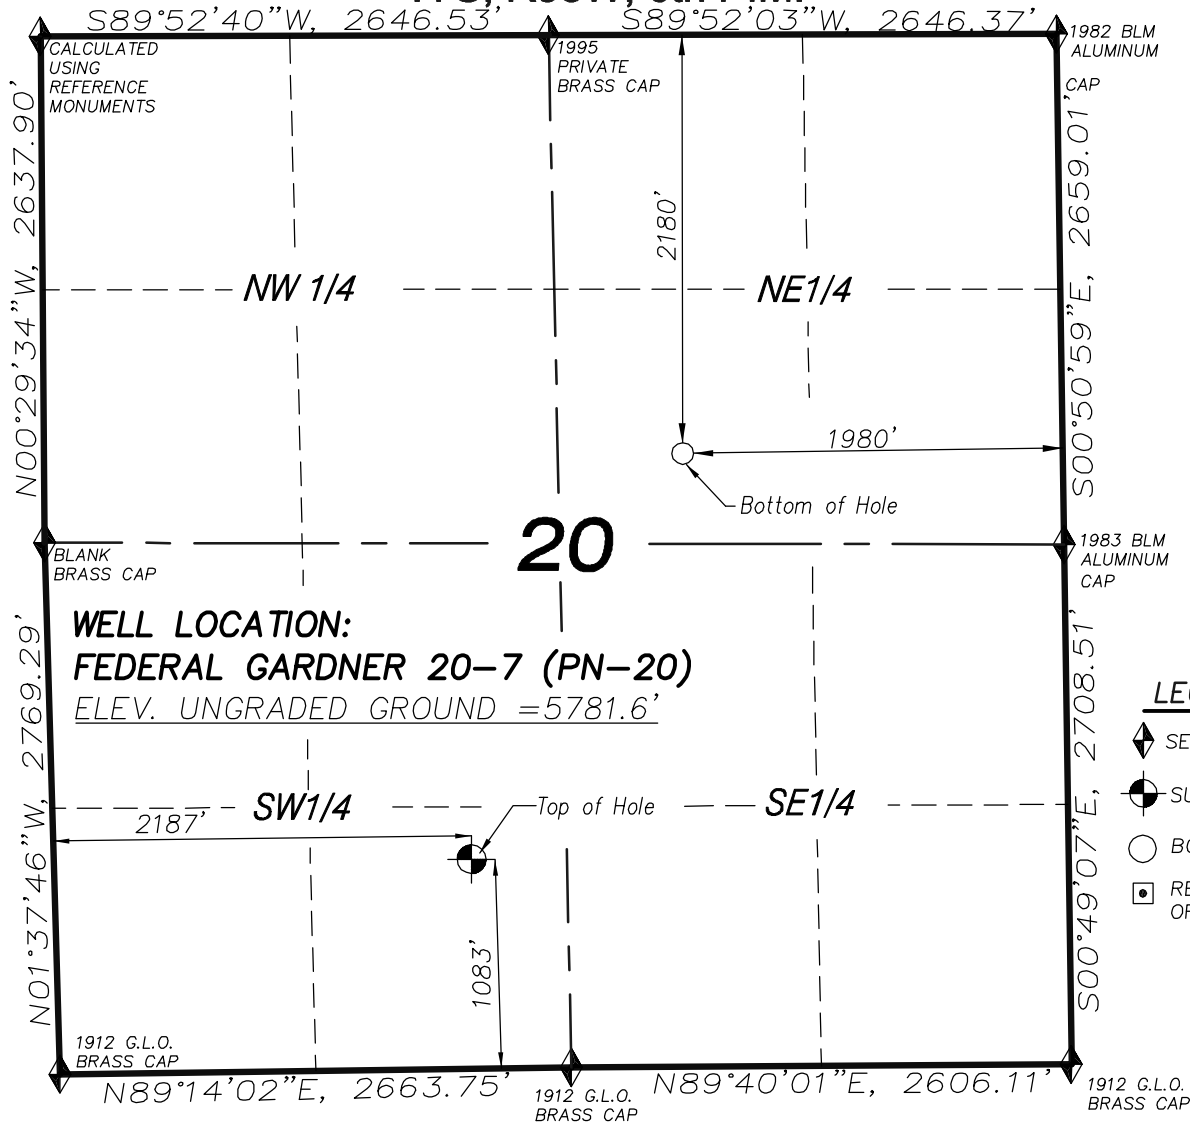 S89°52'40"W, 2646.53'
S89°52'03"W, 2646.37'
CALCULATED
USING
REFERENCE
MONUMENTS
1995
PRIVATE
BRASS CAP
1982 BLM
ALUMINUM
CAP
N00°29'34"W, 2637.90'
2180'
S00°50'59"E, 2659.01'
NW 1/4
NE1/4
1980'
Bottom of Hole
20
BLANK
BRASS CAP
1983 BLM
ALUMINUM
CAP
WELL LOCATION:
FEDERAL GARDNER 20-7 (PN-20)
ELEV. UNGRADED GROUND =5781.6'
N01°37'46"W, 2769.29'
S00°49'07"E, 2708.51'
SW1/4
Top of Hole
SE1/4
2187'
1083'
1912 G.L.O.
BRASS CAP
N89°14'02"E, 2663.75'
1912 G.L.O.
BRASS CAP
N89°40'01"E, 2606.11'
1912 G.L.O.
BRASS CAP